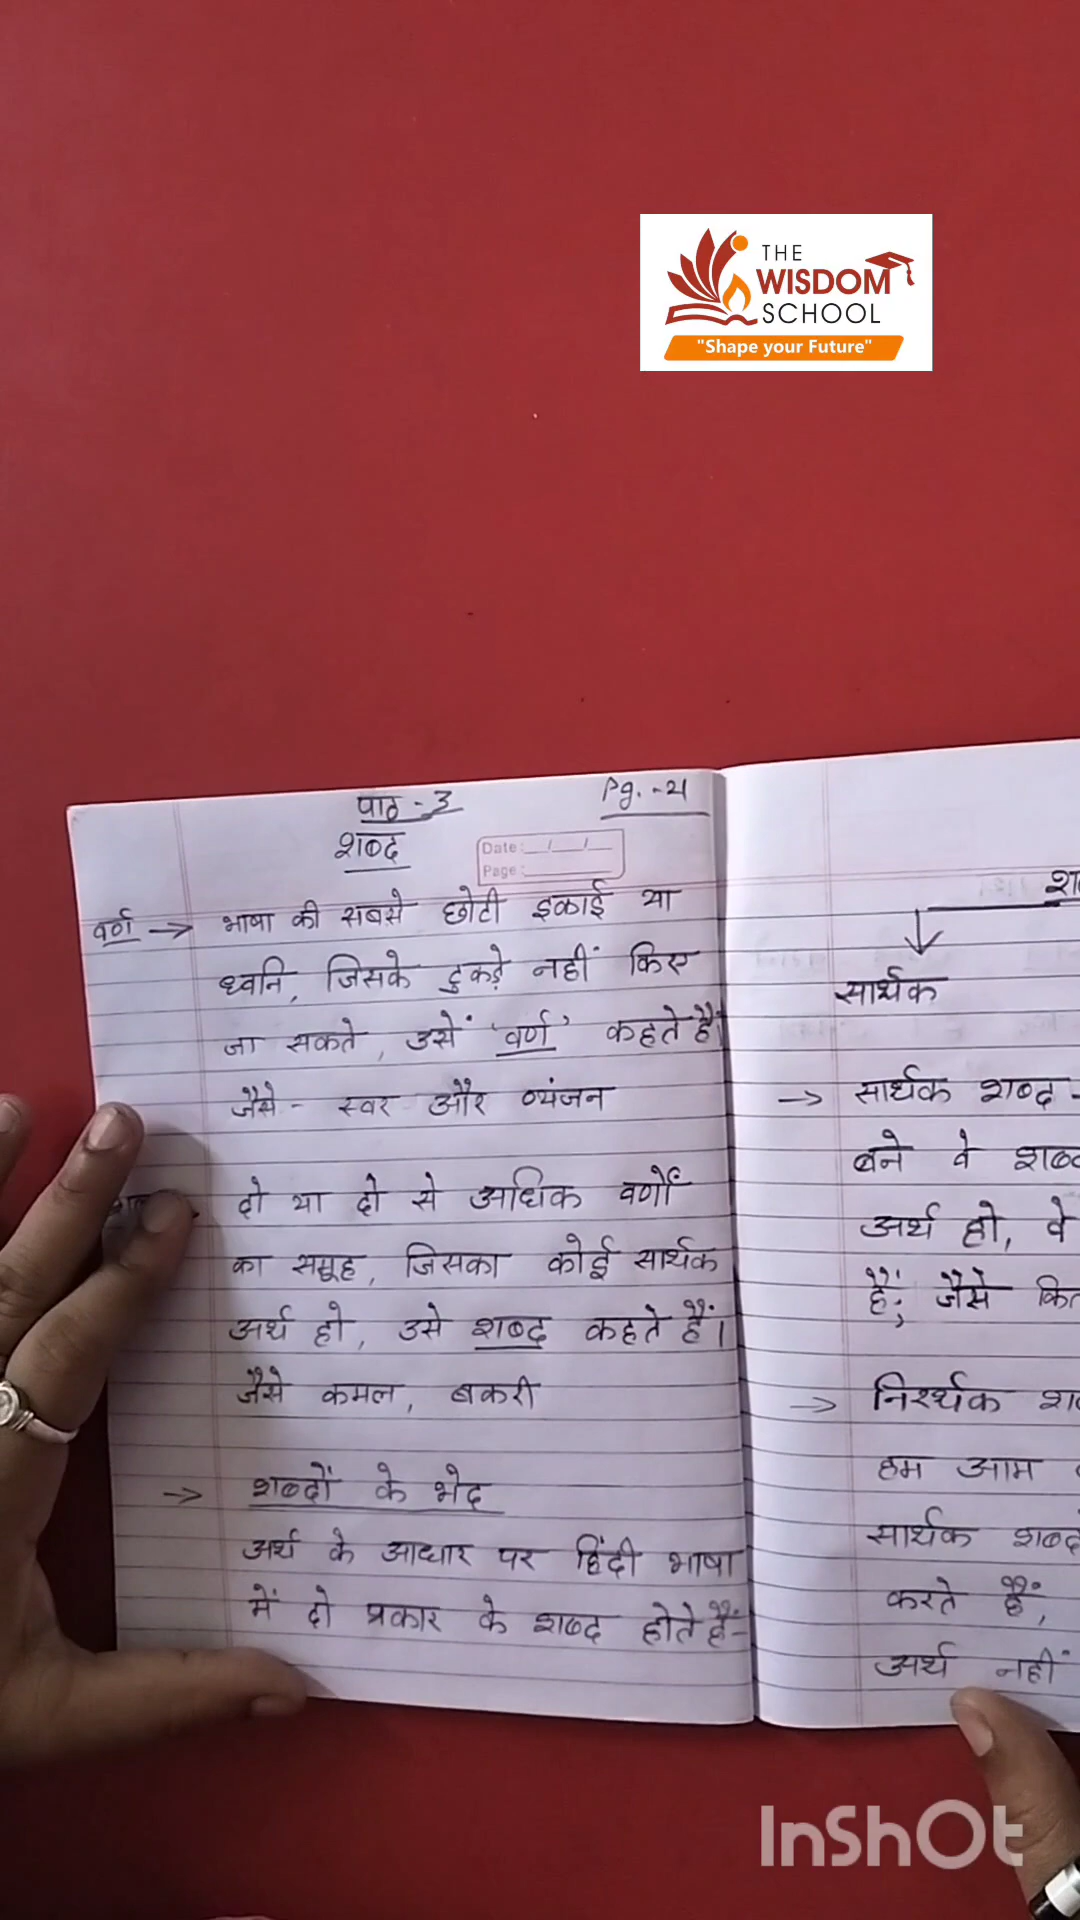 THE
WISDOM
SCHOOL
"Shape your Future"
पाठ - 3
Pg. - 21
शब्द
Date: __/__/__
Page:
वर्ण → भाषा की सबसे छोटी इकाई या
ध्वनि, जिसके टुकड़े नहीं किए
जा सकते, उसें 'वर्ण' कहते हैं।
जैसे - स्वर और व्यंजन
दो या दो से अधिक वर्णों
का समूह, जिसका कोई सार्थक
अर्थ हो, उसे शब्द कहते हैं।
जैसे कमल, बकरी
→ शब्दों के भेद
अर्थ के आधार पर हिंदी भाषा
में दो प्रकार के शब्द होते हैं-
सार्थक
→ सार्थक शब्द -
बने वे
अर्थ हो, वे
हैं; जैसे
→ निरर्थक
हम आम
सार्थक
करते हैं,
अर्थ नहीं
InShOt